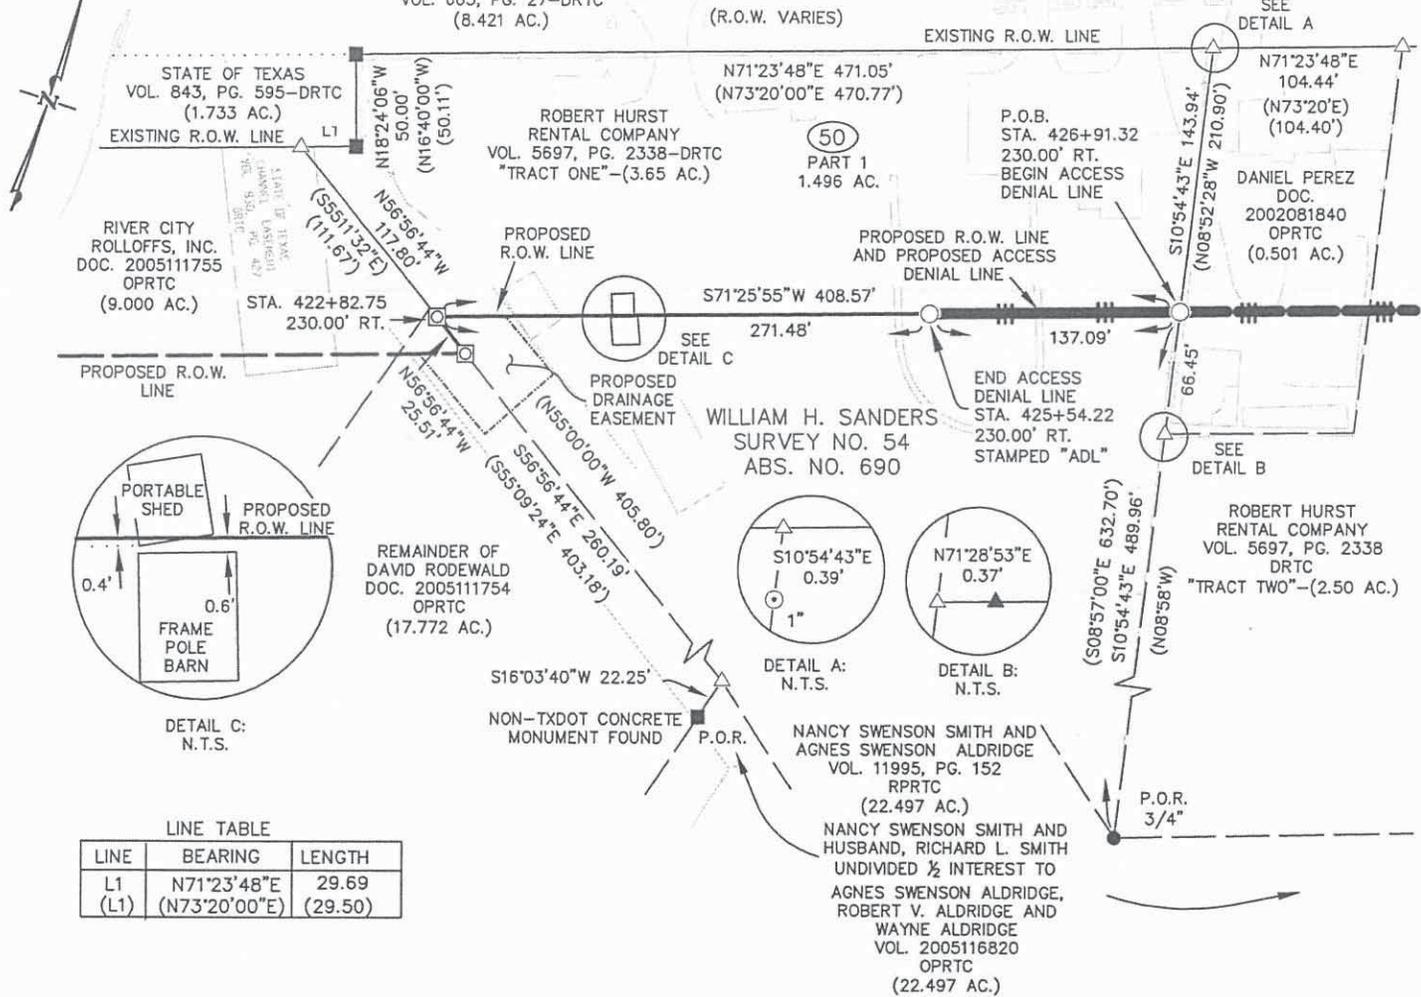 VOL. 683, PG. 27-DRTC
(8.421 AC.)
(R.O.W. VARIES)
EXISTING R.O.W. LINE
SEE
DETAIL A
STATE OF TEXAS
VOL. 843, PG. 595-DRTC
(1.733 AC.)
EXISTING R.O.W. LINE
L1
N18°24'06"W
50.00'
(N16°40'00"W)
(50.11')
N71°23'48"E 471.05'
(N73°20'00"E 470.77')
N71°23'48"E
104.44'
(N73°20'E)
(104.40')
ROBERT HURST
RENTAL COMPANY
VOL. 5697, PG. 2338-DRTC
"TRACT ONE"-(3.65 AC.)
50
PART 1
1.496 AC.
P.O.B.
STA. 426+91.32
230.00' RT.
BEGIN ACCESS
DENIAL LINE
S10°54'43"E 143.94'
(N08°52'28"W 210.90')
DANIEL PEREZ
DOC.
2002081840
OPRTC
(0.501 AC.)
STATE OF TEXAS
CHANNEL EASEMENT
RIVER CITY
ROLLOFFS, INC.
DOC. 2005111755
OPRTC
(9.000 AC.)
N56°56'44"W
117.80'
(S55°11'32"E)
(111.67')
STA. 422+82.75
230.00' RT.
PROPOSED
R.O.W. LINE
PROPOSED R.O.W. LINE
AND PROPOSED ACCESS
DENIAL LINE
S71°25'55"W 408.57'
271.48'
137.09'
SEE
DETAIL C
PROPOSED R.O.W.
LINE
PROPOSED
DRAINAGE
EASEMENT
END ACCESS
DENIAL LINE
STA. 425+54.22
230.00' RT.
STAMPED "ADL"
66.45'
SEE
DETAIL B
WILLIAM H. SANDERS
SURVEY NO. 54
ABS. NO. 690
N56°56'44"W
25.51'
(N55°00'00"W 405.80')
S56°56'44"E 260.19'
(S55°09'24"E 403.18')
PORTABLE
SHED
PROPOSED
R.O.W. LINE
0.4'
0.6'
FRAME
POLE
BARN
DETAIL C:
N.T.S.
REMAINDER OF
DAVID RODEWALD
DOC. 2005111754
OPRTC
(17.772 AC.)
S10°54'43"E
0.39'
1"
DETAIL A:
N.T.S.
N71°28'53"E
0.37'
DETAIL B:
N.T.S.
(S08°57'00"E 632.70')
S10°54'43"E 489.96'
(N08°58'W)
ROBERT HURST
RENTAL COMPANY
VOL. 5697, PG. 2338
DRTC
"TRACT TWO"-(2.50 AC.)
S16°03'40"W 22.25'
NON-TXDOT CONCRETE
MONUMENT FOUND
P.O.R.
NANCY SWENSON SMITH AND
AGNES SWENSON ALDRIDGE
VOL. 11995, PG. 152
RPRTC
(22.497 AC.)
P.O.R.
3/4"
NANCY SWENSON SMITH AND
HUSBAND, RICHARD L. SMITH
UNDIVIDED ½ INTEREST TO
AGNES SWENSON ALDRIDGE,
ROBERT V. ALDRIDGE AND
WAYNE ALDRIDGE
VOL. 2005116820
OPRTC
(22.497 AC.)
LINE TABLE
LINE BEARING LENGTH
L1 N71°23'48"E 29.69
(L1) (N73°20'00"E) (29.50)